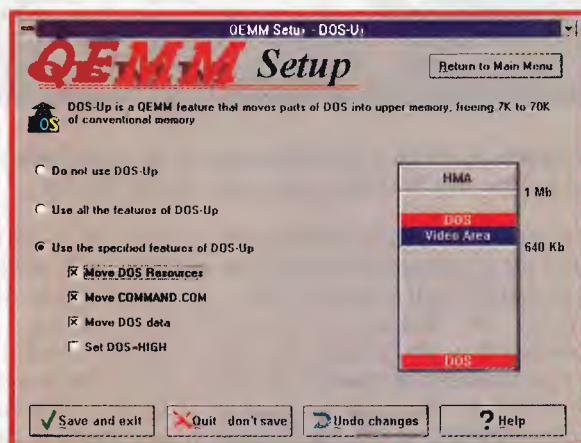 QEMM Setup - DOS-Up
QEMM Setup
Return to Main Menu
OS
DOS-Up is a QEMM feature that moves parts of DOS into upper memory, freeing 7K to 70K
of conventional memory
Do not use DOS-Up
Use all the features of DOS-Up
Use the specified features of DOS-Up
Move DOS Resources
Move COMMAND.COM
Move DOS data
Set DOS=HIGH
HMA
1 Mb
DOS
Video Area
640 Kb
DOS
Save and exit
Quit don't save
Undo changes
? Help